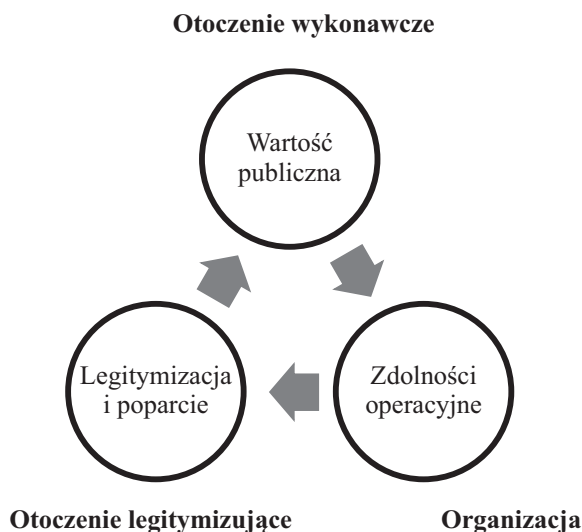 Otoczenie wykonawcze
Wartość
publiczna
Legitymizacja
i poparcie
Zdolności
operacyjne
Otoczenie legitymizujące
Organizacja